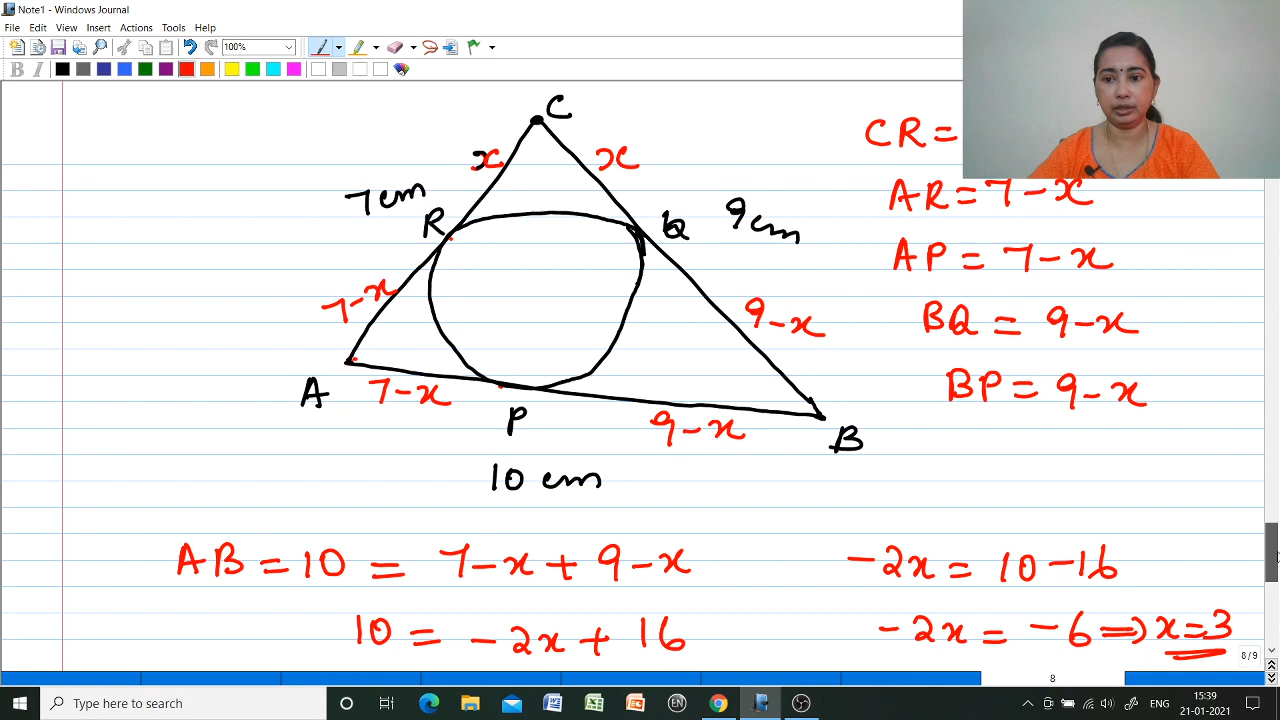 Note1 - Windows Journal
File Edit View Insert Actions Tools Help
100%
B I
C
x x
7cm
R
Q
9cm
7-x
9-x
A
7-x
P
9-x
B
10 cm
CR=
AR=7-x
AP = 7-x
BQ = 9-x
BP = 9-x
AB=10 = 7-x + 9-x
10 = -2x + 16
-2x = 10-16
-2x = -6 ⇒ x=3
8/9
8
Type here to search
EN
ENG
15:39
21-01-2021